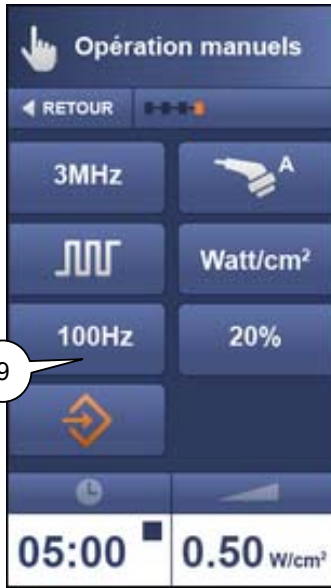 Opération manuels
RETOUR
3MHz
A
Watt/cm²
100Hz
20%
9
05:00
0.50 W/cm²